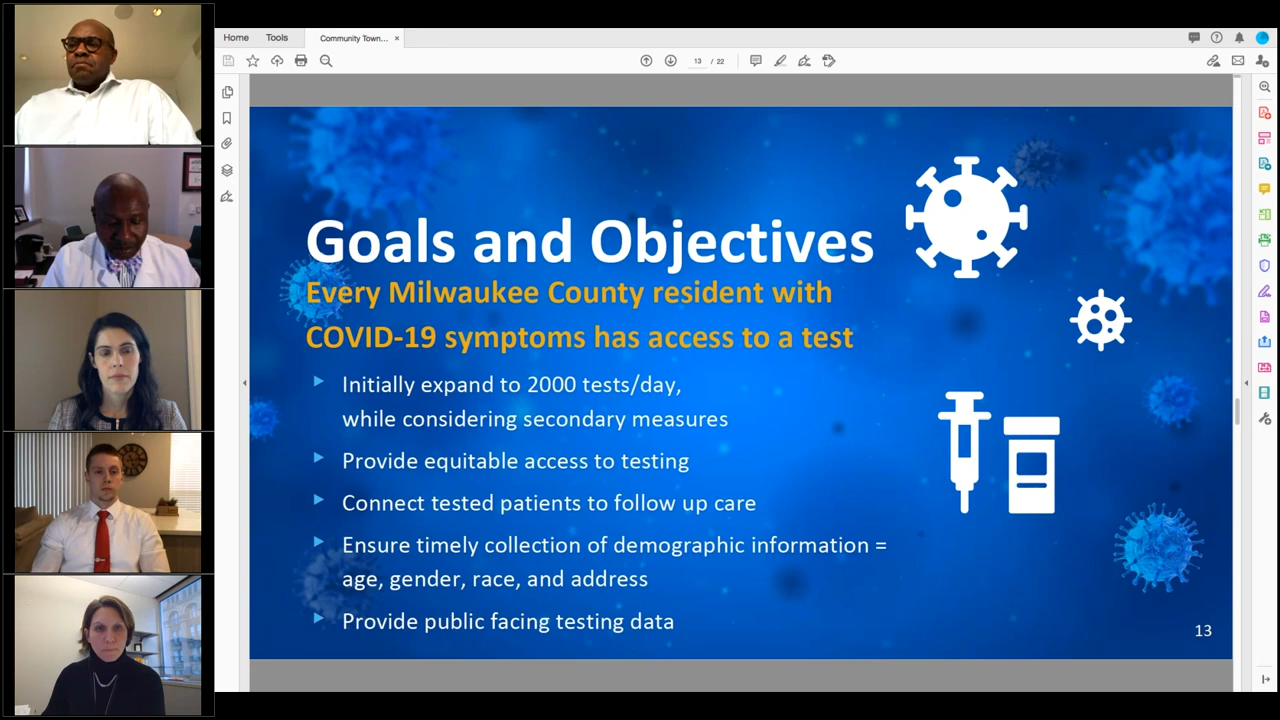 Home Tools Community Town... ×
13 / 22
Goals and Objectives
Every Milwaukee County resident with
COVID-19 symptoms has access to a test
Initially expand to 2000 tests/day,
while considering secondary measures
Provide equitable access to testing
Connect tested patients to follow up care
Ensure timely collection of demographic information =
age, gender, race, and address
Provide public facing testing data
13